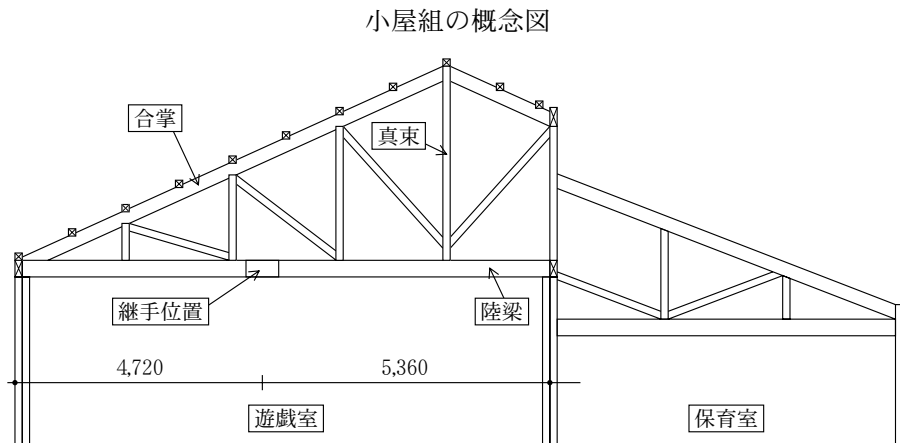 小屋組の概念図
合掌
真束
継手位置
陸梁
4,720
5,360
遊戯室
保育室